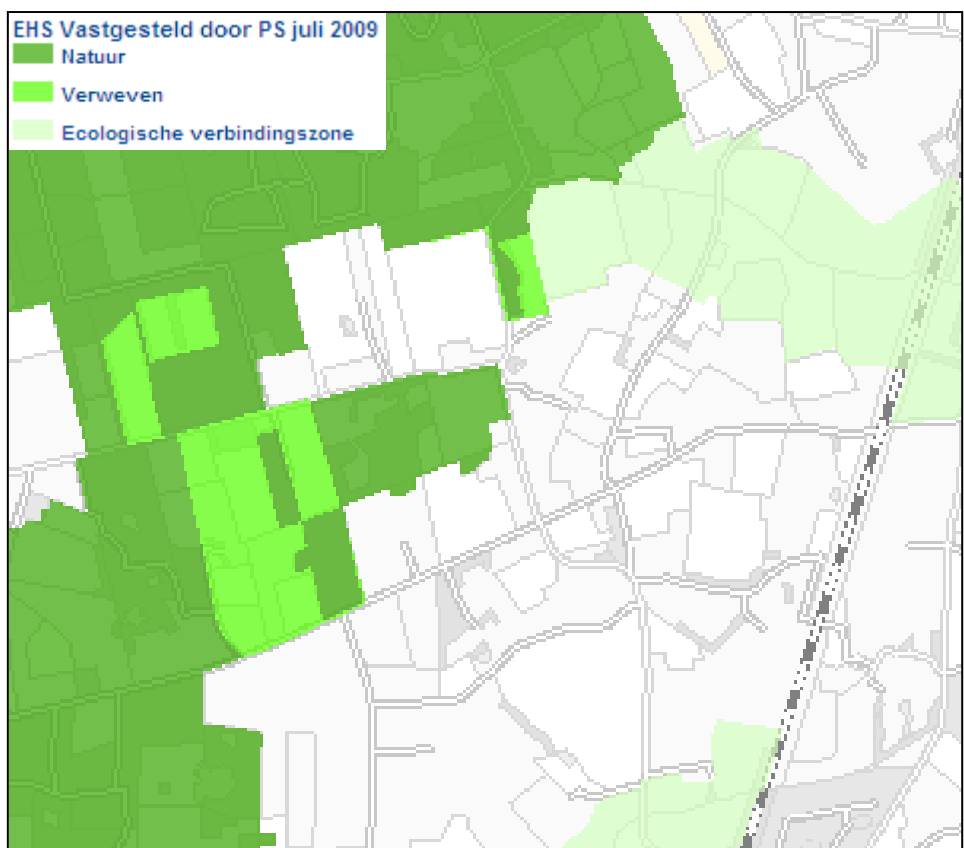 EHS Vastgesteld door PS juli 2009
Natuur
Verweven
Ecologische verbindingszone